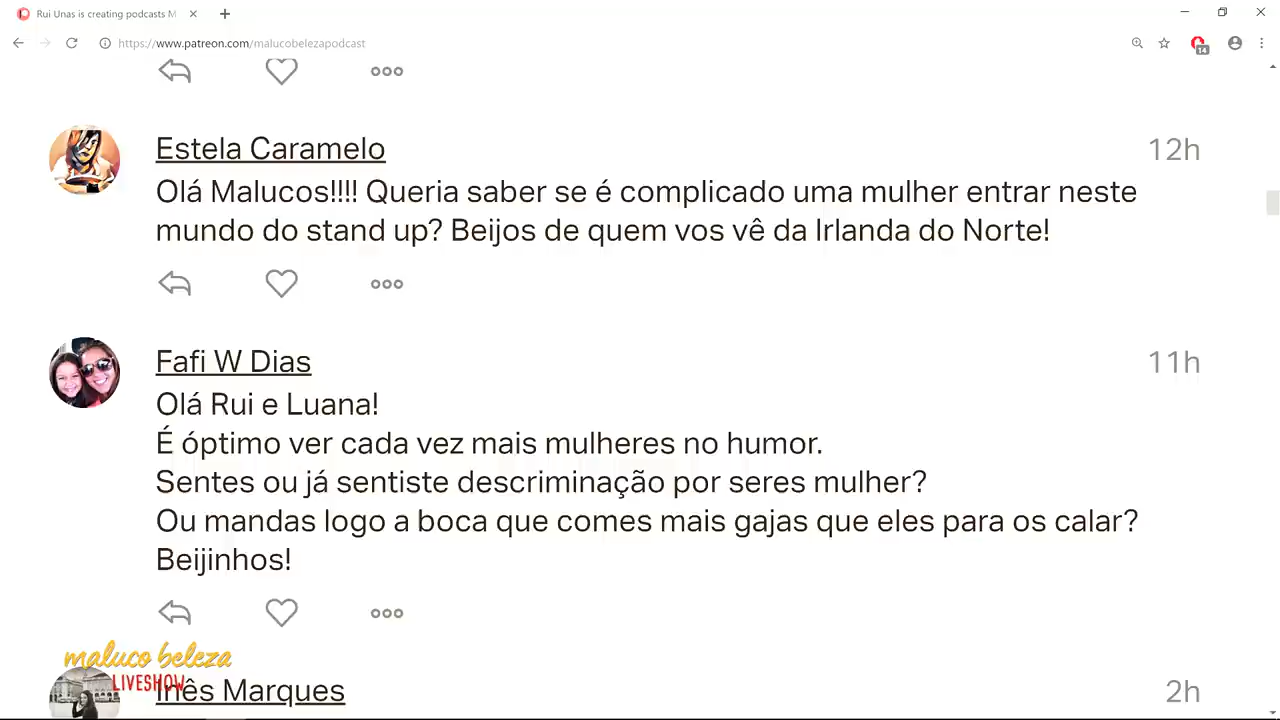 Rui Unas is creating podcasts M
https://www.patreon.com/malucobelezapodcast
14
Estela Caramelo
12h
Olá Malucos!!!! Queria saber se é complicado uma mulher entrar neste
mundo do stand up? Beijos de quem vos vê da Irlanda do Norte!
Fafi W Dias
11h
Olá Rui e Luana!
É óptimo ver cada vez mais mulheres no humor.
Sentes ou já sentiste descriminação por seres mulher?
Ou mandas logo a boca que comes mais gajas que eles para os calar?
Beijinhos!
maluco beleza
LIVESHOW
Inês Marques
2h